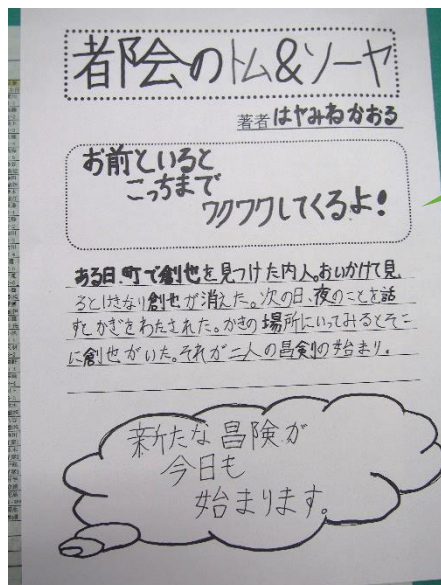 都会のトム&ソーヤ
著者 はやみねかおる
お前といると
こっちまで
ワクワクしてくるよ!
ある日、町で創也を見つけた内人。おいかけて見
るといきなり創也が消えた。次の日、夜のことを話
すとかぎをわたされた。かぎの場所にいってみるとそこ
に創也がいた。それが二人の冒険の始まり。
新たな冒険が
今日も
始まります。